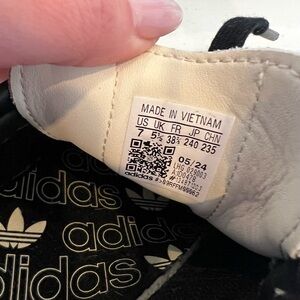 MADE IN VIETNAM
US UK FR JP CHN
7 5½ 38⅔ 240 235
05/24
adidas
adidas
adidas
adidas